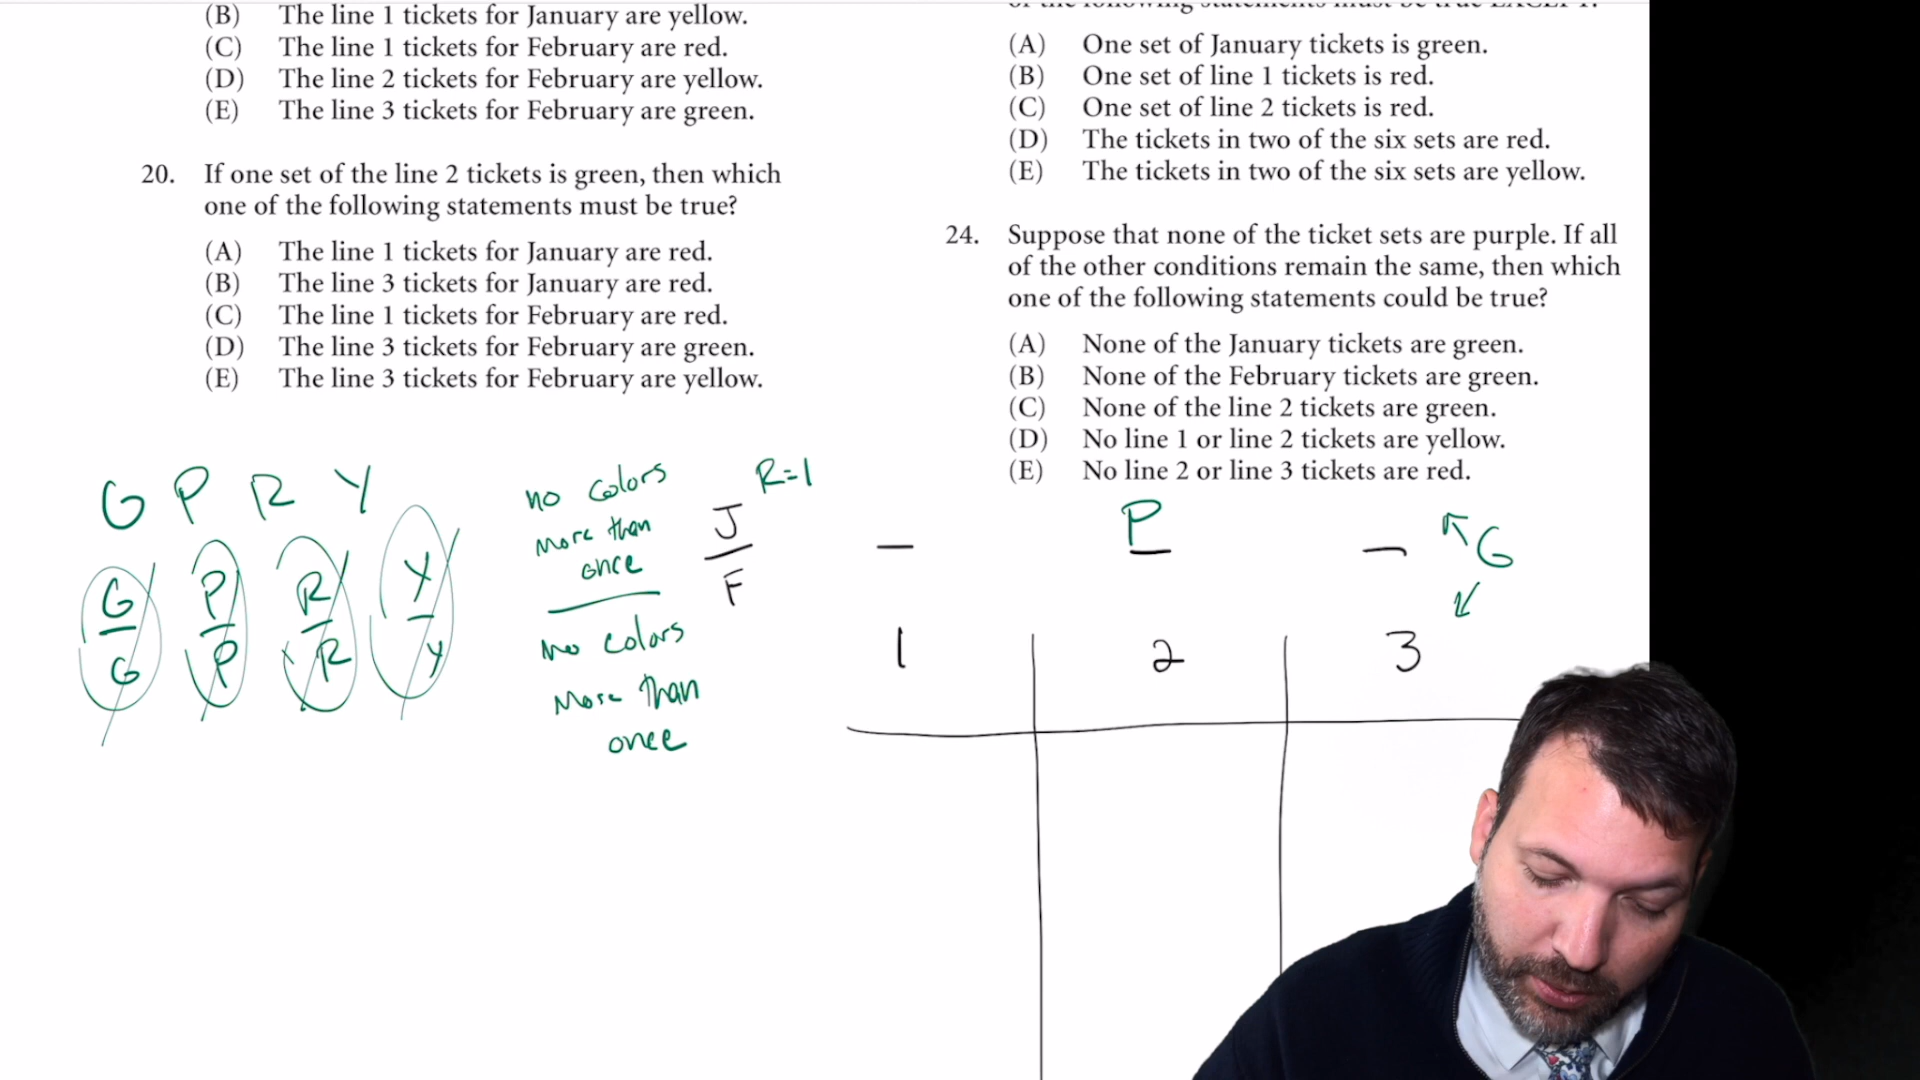 (B) The line 1 tickets for January are yellow.
(C) The line 1 tickets for February are red.
(D) The line 2 tickets for February are yellow.
(E) The line 3 tickets for February are green.
20. If one set of the line 2 tickets is green, then which
one of the following statements must be true?
(A) The line 1 tickets for January are red.
(B) The line 3 tickets for January are red.
(C) The line 1 tickets for February are red.
(D) The line 3 tickets for February are green.
(E) The line 3 tickets for February are yellow.
of the following statements must be true EXCEPT:
(A) One set of January tickets is green.
(B) One set of line 1 tickets is red.
(C) One set of line 2 tickets is red.
(D) The tickets in two of the six sets are red.
(E) The tickets in two of the six sets are yellow.
24. Suppose that none of the ticket sets are purple. If all
of the other conditions remain the same, then which
one of the following statements could be true?
(A) None of the January tickets are green.
(B) None of the February tickets are green.
(C) None of the line 2 tickets are green.
(D) No line 1 or line 2 tickets are yellow.
(E) No line 2 or line 3 tickets are red.
G P R Y
G P R Y
G P R Y
no colors
more than
once
no colors
more than
once
R=1
J
F
P
G
1 2 3